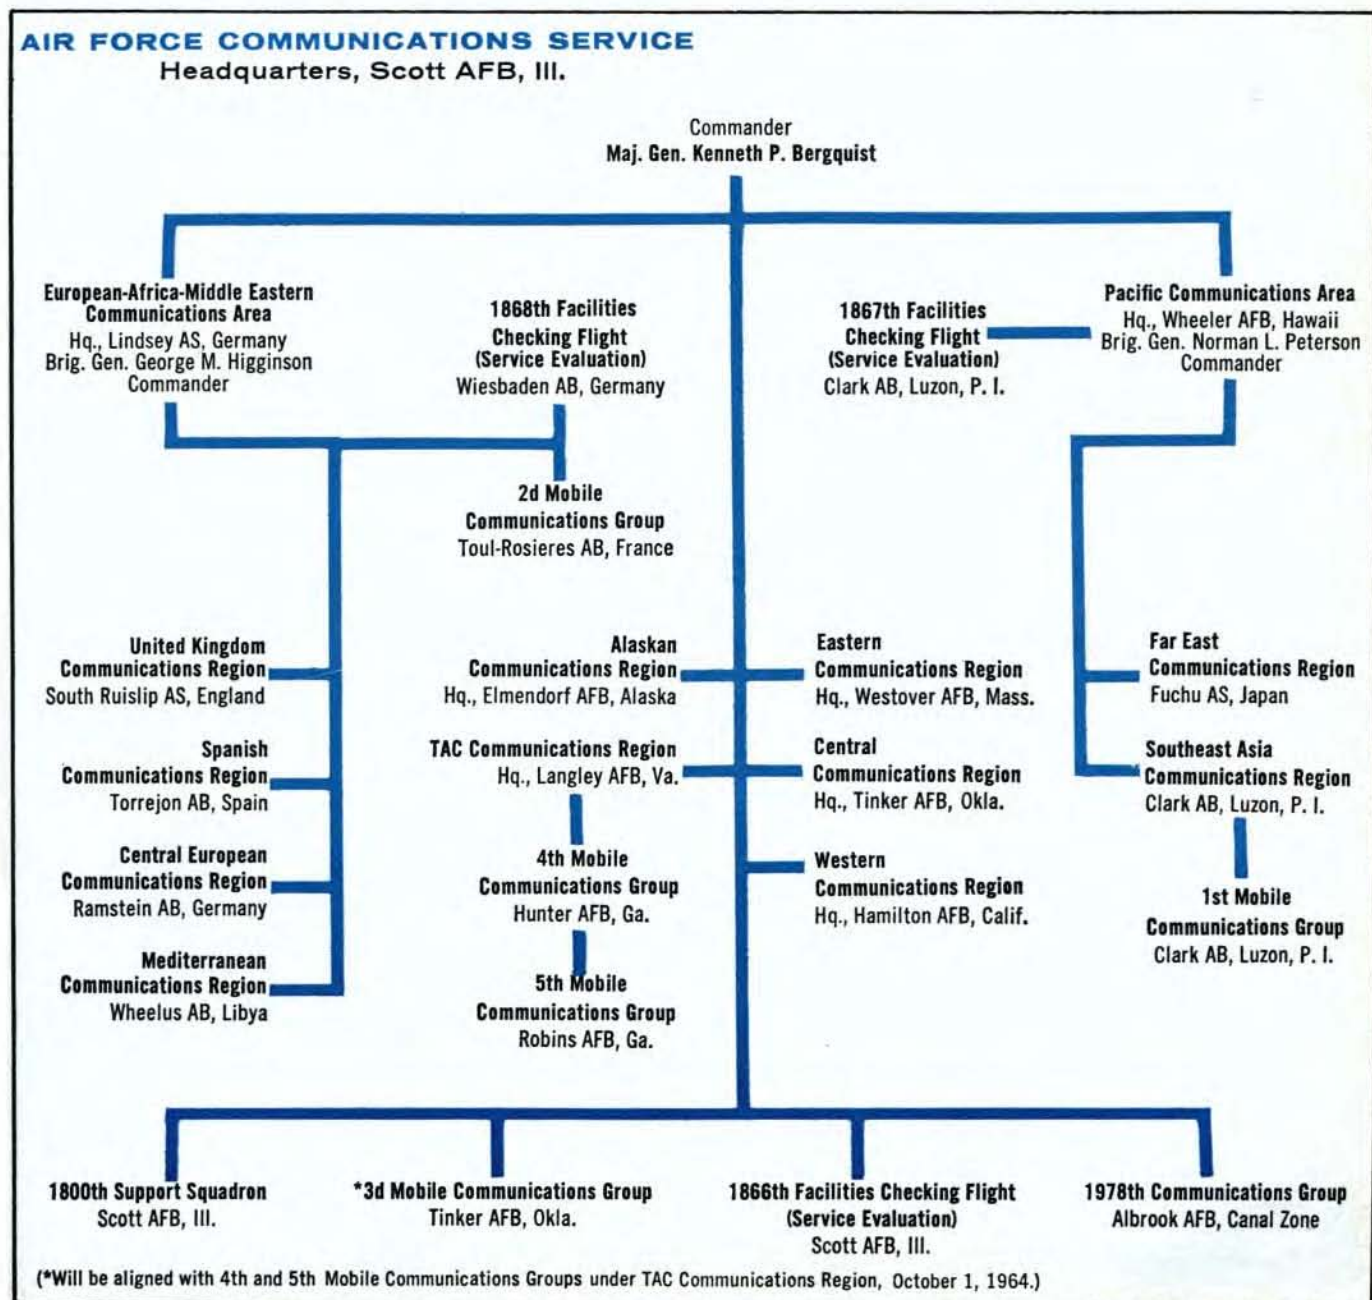 AIR FORCE COMMUNICATIONS SERVICE
Headquarters, Scott AFB, Ill.
Commander
Maj. Gen. Kenneth P. Bergquist
European-Africa-Middle Eastern
Communications Area
Hq., Lindsey AS, Germany
Brig. Gen. George M. Higginson
Commander
1868th Facilities
Checking Flight
(Service Evaluation)
Wiesbaden AB, Germany
1867th Facilities
Checking Flight
(Service Evaluation)
Clark AB, Luzon, P. I.
Pacific Communications Area
Hq., Wheeler AFB, Hawaii
Brig. Gen. Norman L. Peterson
Commander
2d Mobile
Communications Group
Toul-Rosieres AB, France
United Kingdom
Communications Region
South Ruislip AS, England
Spanish
Communications Region
Torrejon AB, Spain
Central European
Communications Region
Ramstein AB, Germany
Mediterranean
Communications Region
Wheelus AB, Libya
Alaskan
Communications Region
Hq., Elmendorf AFB, Alaska
TAC Communications Region
Hq., Langley AFB, Va.
4th Mobile
Communications Group
Hunter AFB, Ga.
5th Mobile
Communications Group
Robins AFB, Ga.
Eastern
Communications Region
Hq., Westover AFB, Mass.
Central
Communications Region
Hq., Tinker AFB, Okla.
Western
Communications Region
Hq., Hamilton AFB, Calif.
Far East
Communications Region
Fuchu AS, Japan
Southeast Asia
Communications Region
Clark AB, Luzon, P. I.
1st Mobile
Communications Group
Clark AB, Luzon, P. I.
1800th Support Squadron
Scott AFB, Ill.
*3d Mobile Communications Group
Tinker AFB, Okla.
1866th Facilities Checking Flight
(Service Evaluation)
Scott AFB, Ill.
1978th Communications Group
Albrook AFB, Canal Zone
(*Will be aligned with 4th and 5th Mobile Communications Groups under TAC Communications Region, October 1, 1964.)